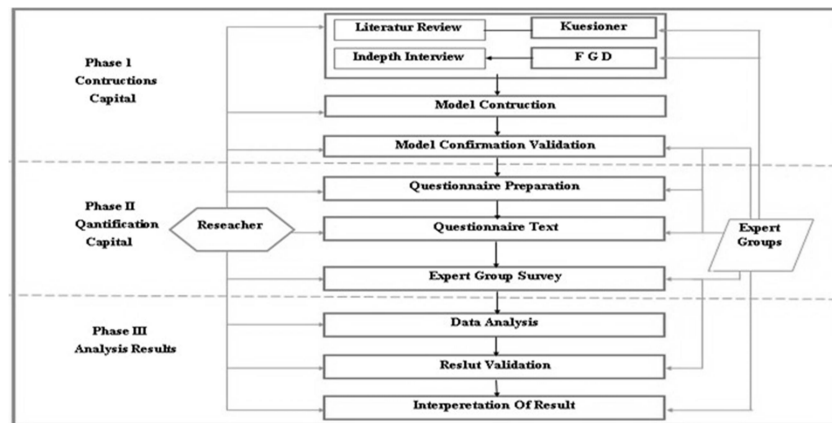 Literatur Review
Kuesioner
Indepth Interview
F G D
Phase I
Contructions
Capital
Model Contruction
Model Confirmation Validation
Questionnaire Preparation
Phase II
Qantification
Capital
Reseacher
Questionnaire Text
Expert
Groups
Expert Group Survey
Phase III
Analysis Results
Data Analysis
Reslut Validation
Interperetation Of Result